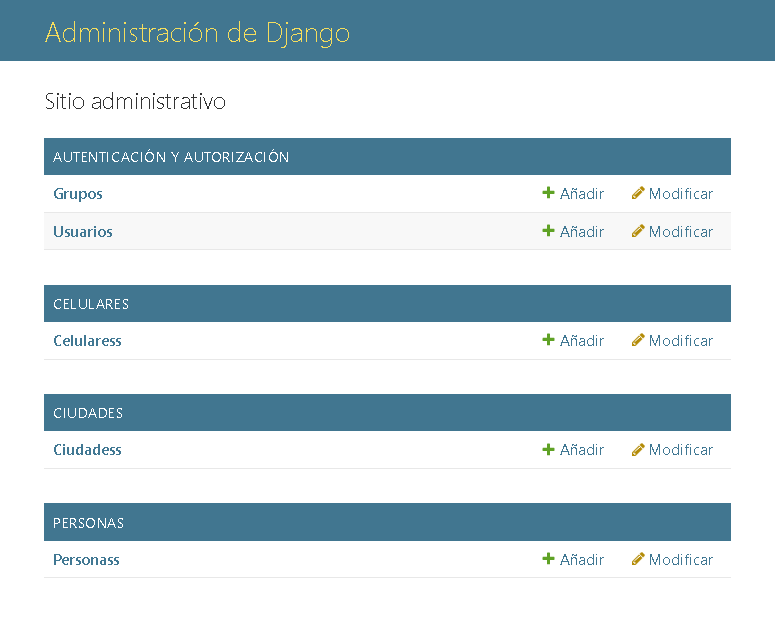 Administración de Django
Sitio administrativo
AUTENTICACIÓN Y AUTORIZACIÓN
Grupos Añadir Modificar
Usuarios Añadir Modificar
CELULARES
Celularess Añadir Modificar
CIUDADES
Ciudadess Añadir Modificar
PERSONAS
Personass Añadir Modificar